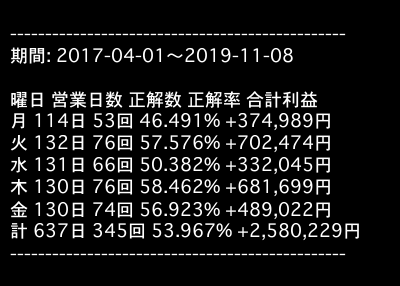 ------------------------------------------------
期間: 2017-04-01〜2019-11-08
曜日 営業日数 正解数 正解率 合計利益
月 114日 53回 46.491% +374,989円
火 132日 76回 57.576% +702,474円
水 131日 66回 50.382% +332,045円
木 130日 76回 58.462% +681,699円
金 130日 74回 56.923% +489,022円
計 637日 345回 53.967% +2,580,229円
------------------------------------------------